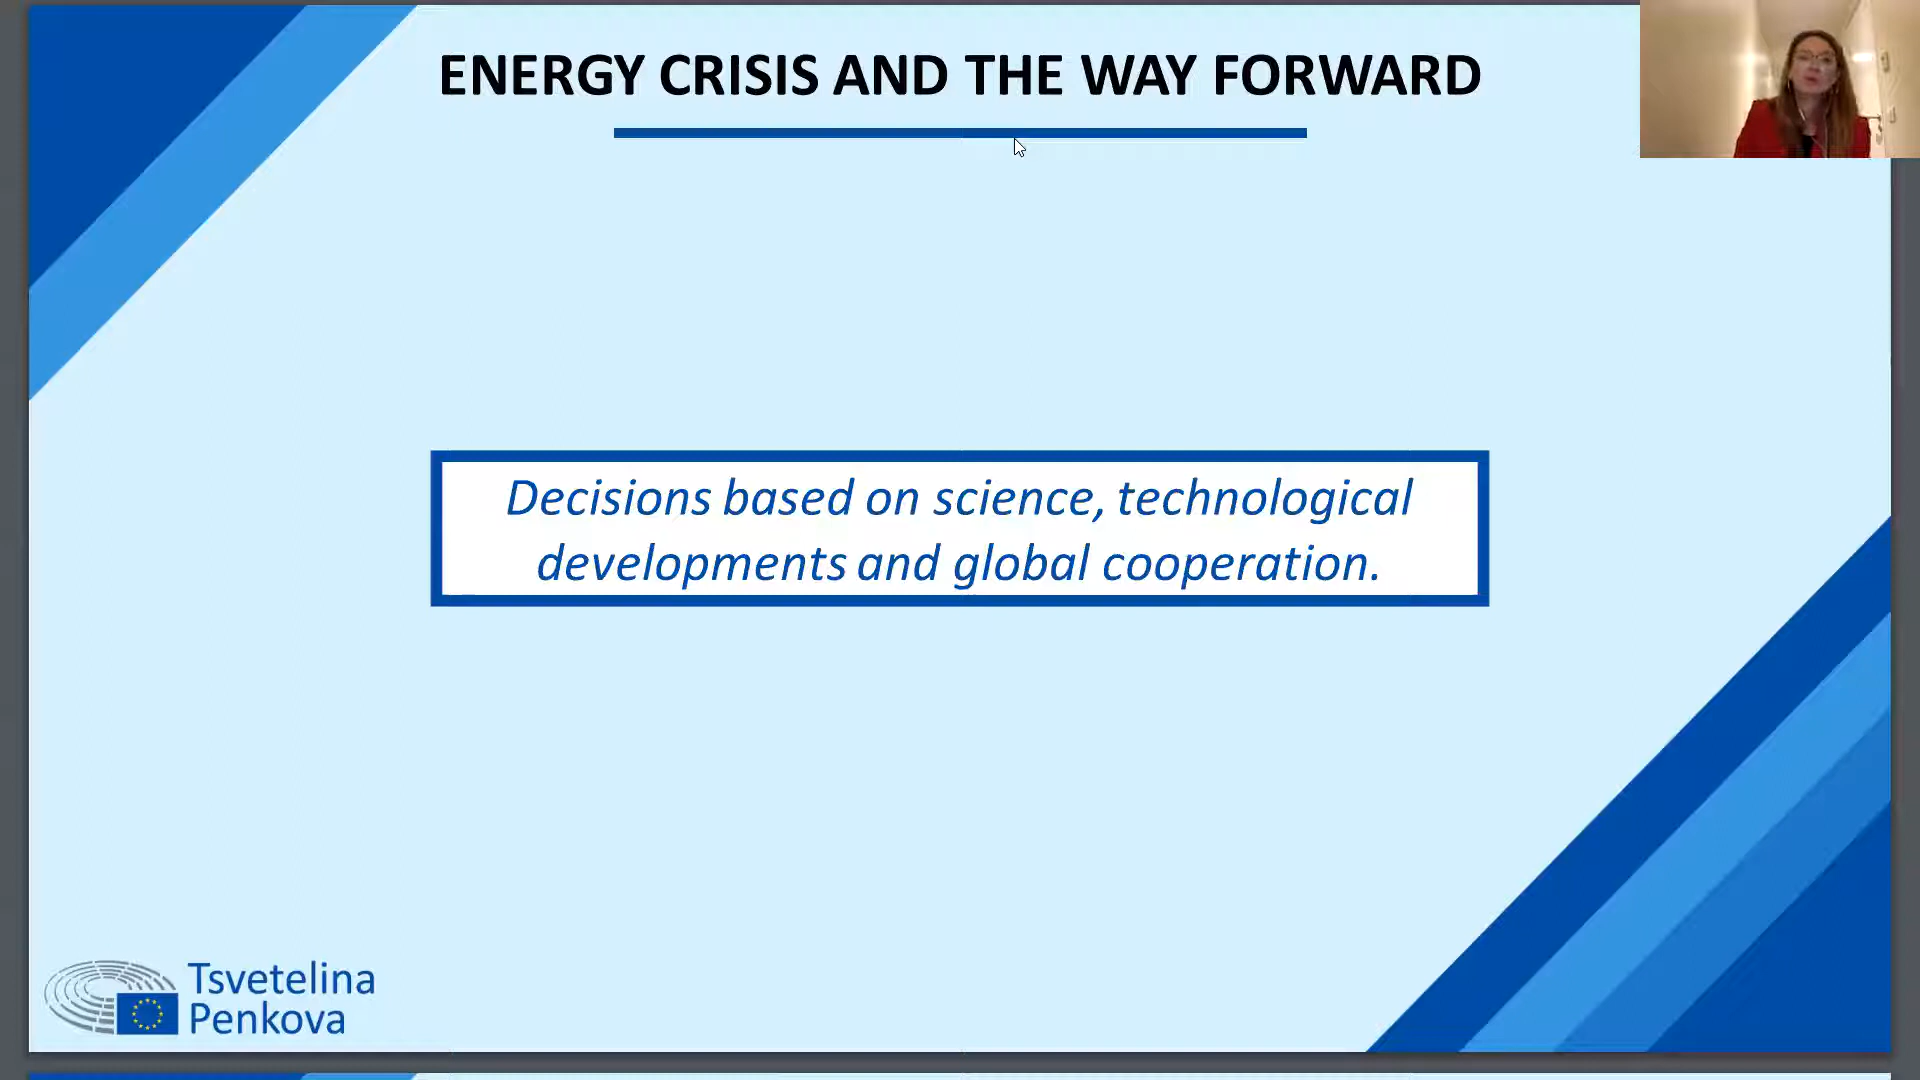 ENERGY CRISIS AND THE WAY FORWARD
Decisions based on science, technological
developments and global cooperation.
Tsvetelina
Penkova